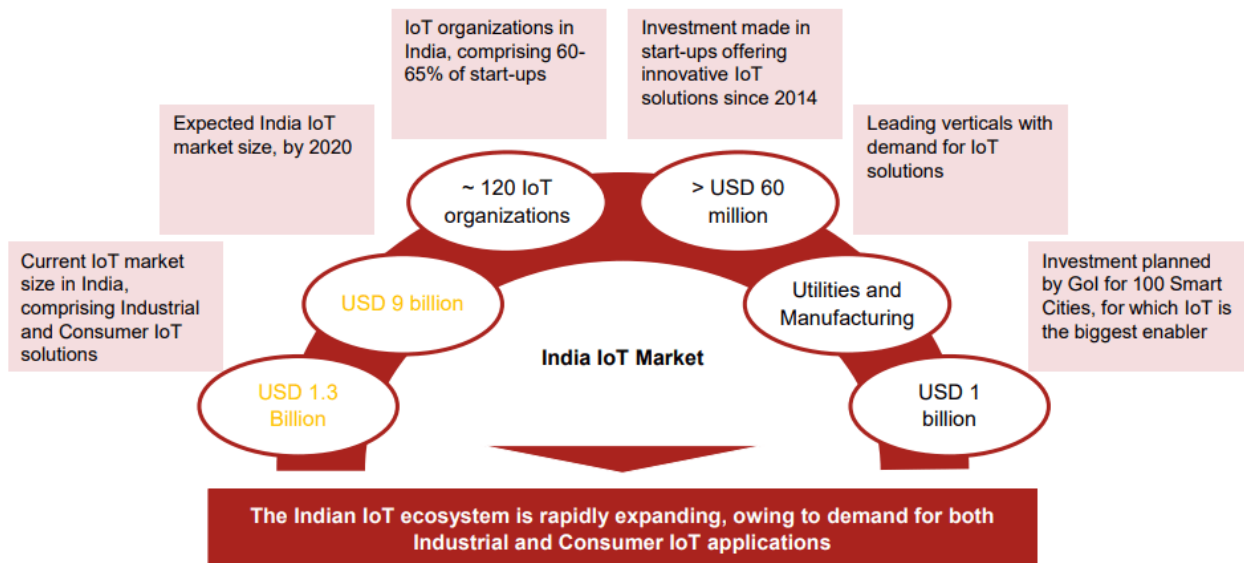 IoT organizations in
India, comprising 60-
65% of start-ups
Investment made in
start-ups offering
innovative IoT
solutions since 2014
Expected India IoT
market size, by 2020
Leading verticals with
demand for IoT
solutions
~ 120 IoT
organizations
> USD 60
million
Current IoT market
size in India,
comprising Industrial
and Consumer IoT
solutions
USD 9 billion
Utilities and
Manufacturing
Investment planned
by GoI for 100 Smart
Cities, for which IoT is
the biggest enabler
India IoT Market
USD 1.3
Billion
USD 1
billion
The Indian IoT ecosystem is rapidly expanding, owing to demand for both
Industrial and Consumer IoT applications